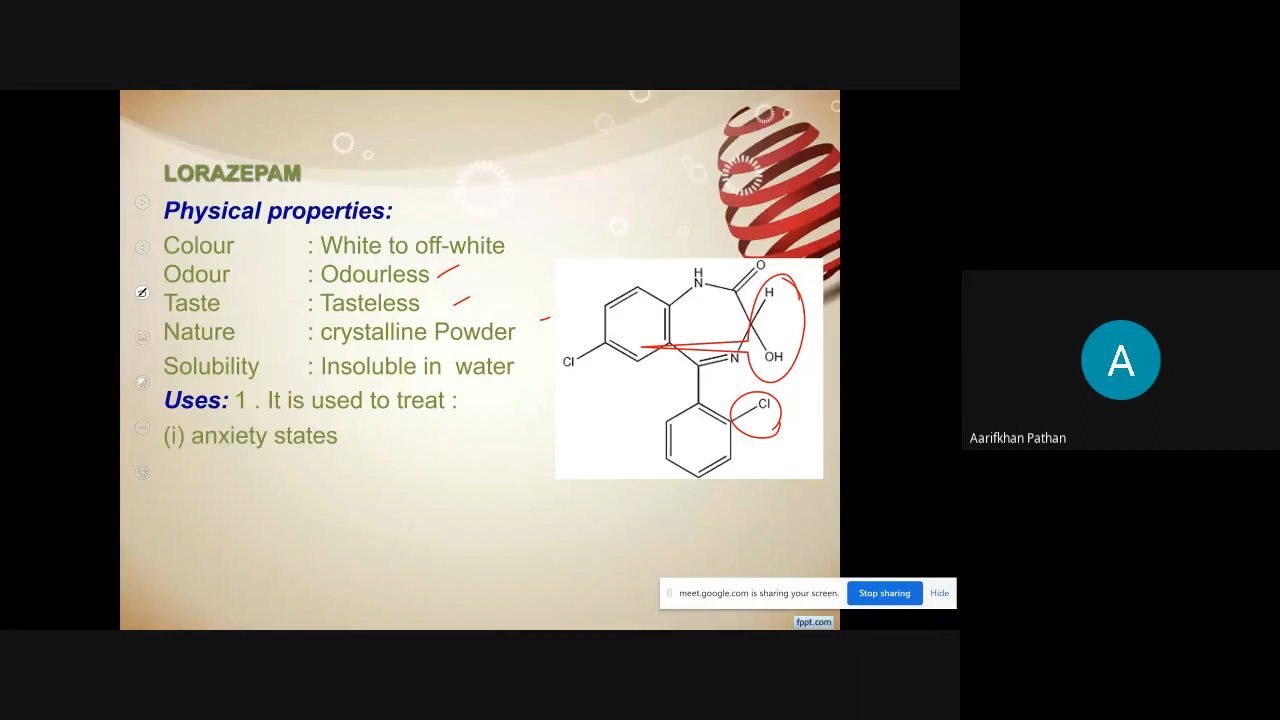 LORAZEPAM
Physical properties:
Colour : White to off-white
Odour : Odourless
Taste : Tasteless
Nature : crystalline Powder
Solubility : Insoluble in water
Uses: 1 . It is used to treat :
(i) anxiety states
O
H
N
H
OH
N
Cl
Cl
A
Aarifkhan Pathan
meet.google.com is sharing your screen.
Stop sharing
Hide
fppt.com